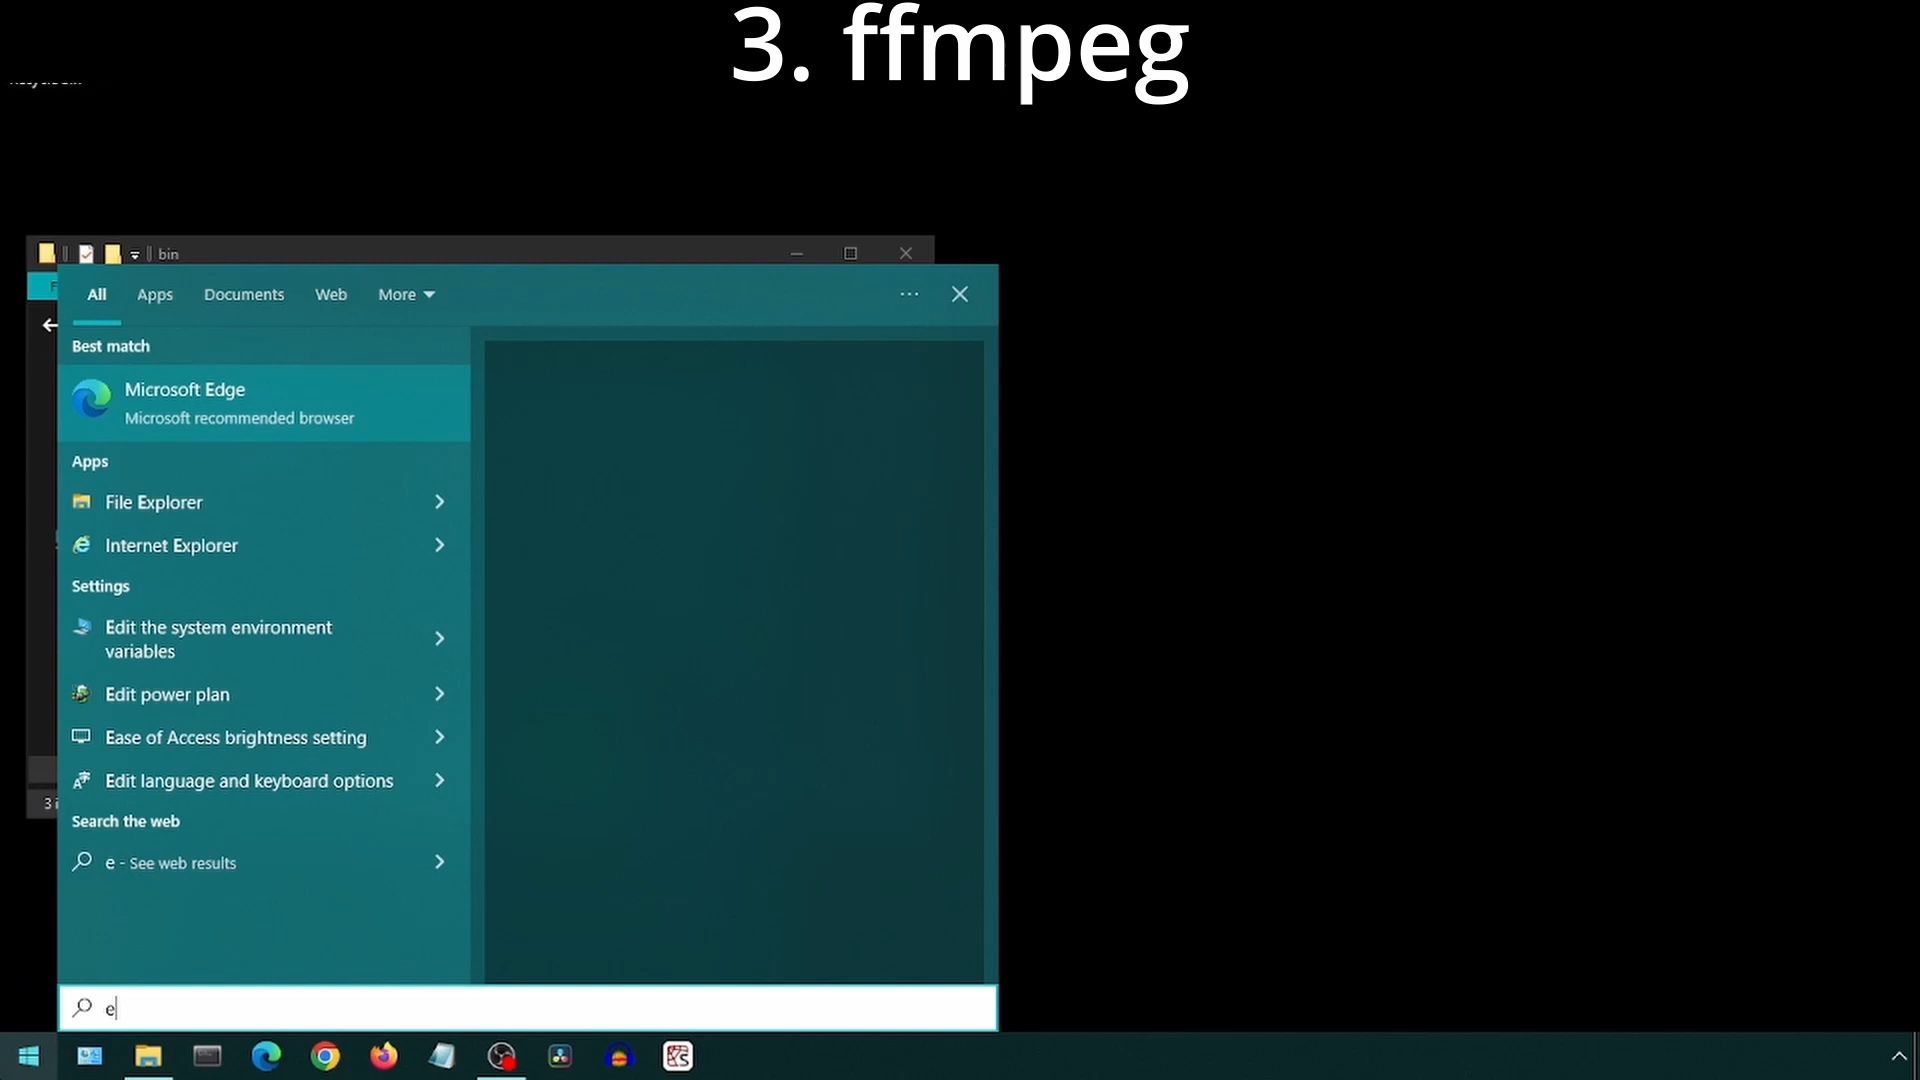 3. ffmpeg
bin
All Apps Documents Web More
Best match
Microsoft Edge
Microsoft recommended browser
Apps
File Explorer
Internet Explorer
Settings
Edit the system environment
variables
Edit power plan
Ease of Access brightness setting
Edit language and keyboard options
3 i
Search the web
e - See web results
e